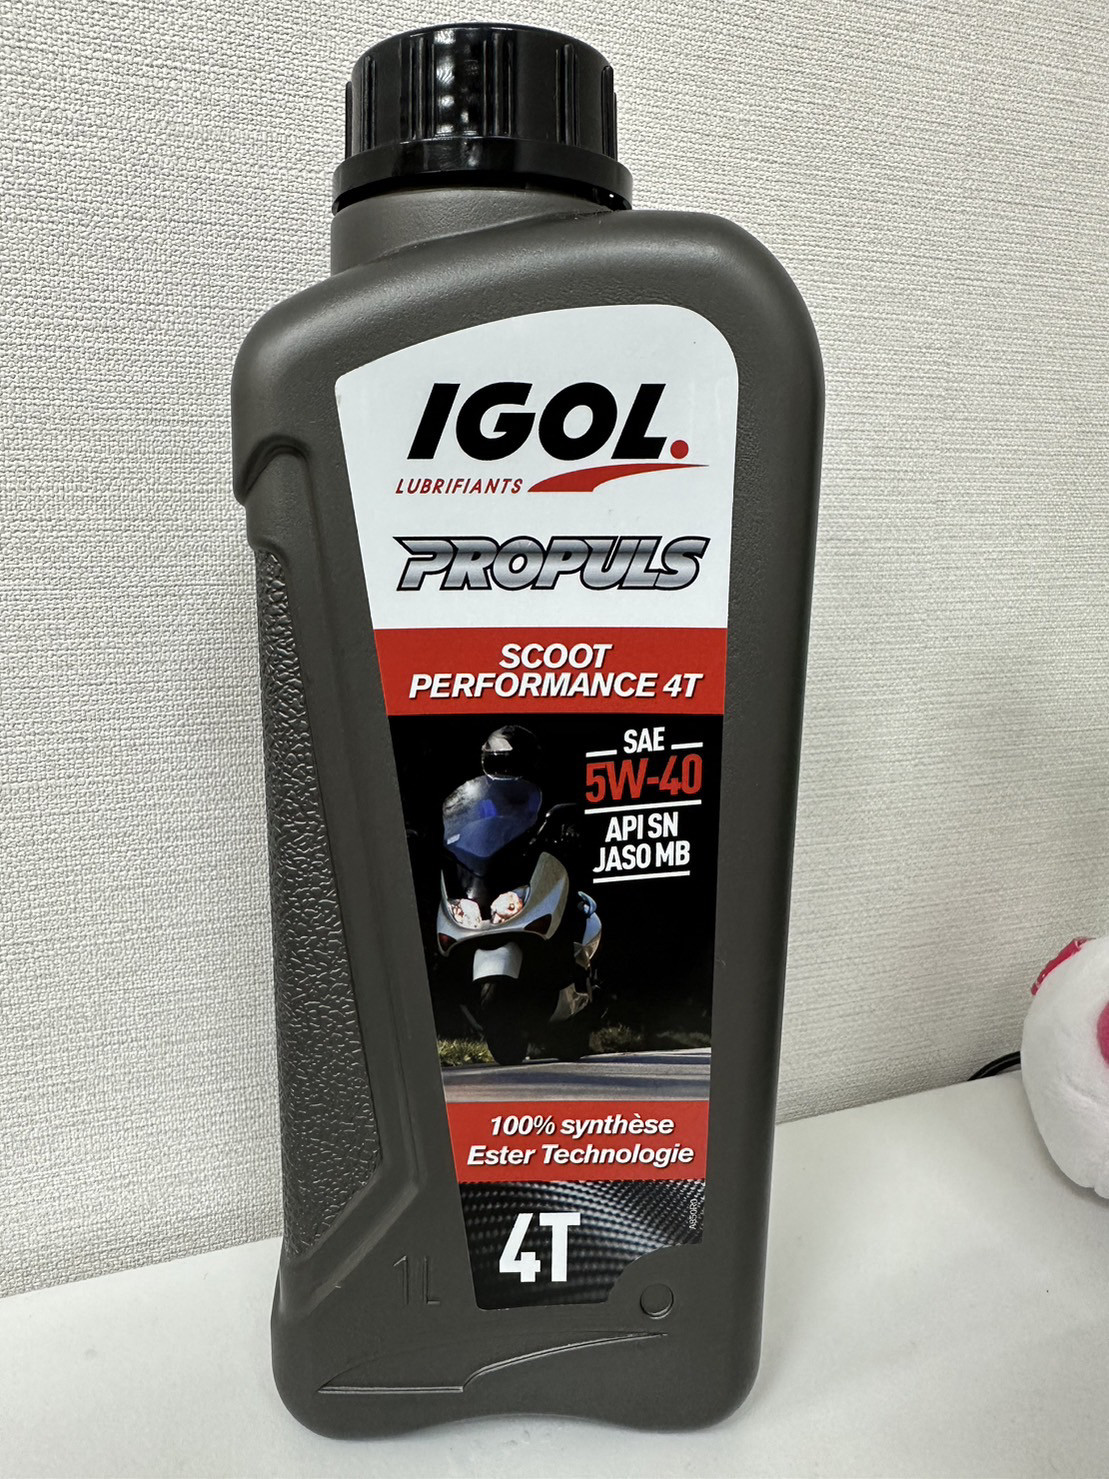 IGOL.
LUBRIFIANTS
PROPULS
SCOOT
PERFORMANCE 4T
SAE
5W-40
API SN
JASO MB
100% synthèse
Ester Technologie
4T
A850R0
1L